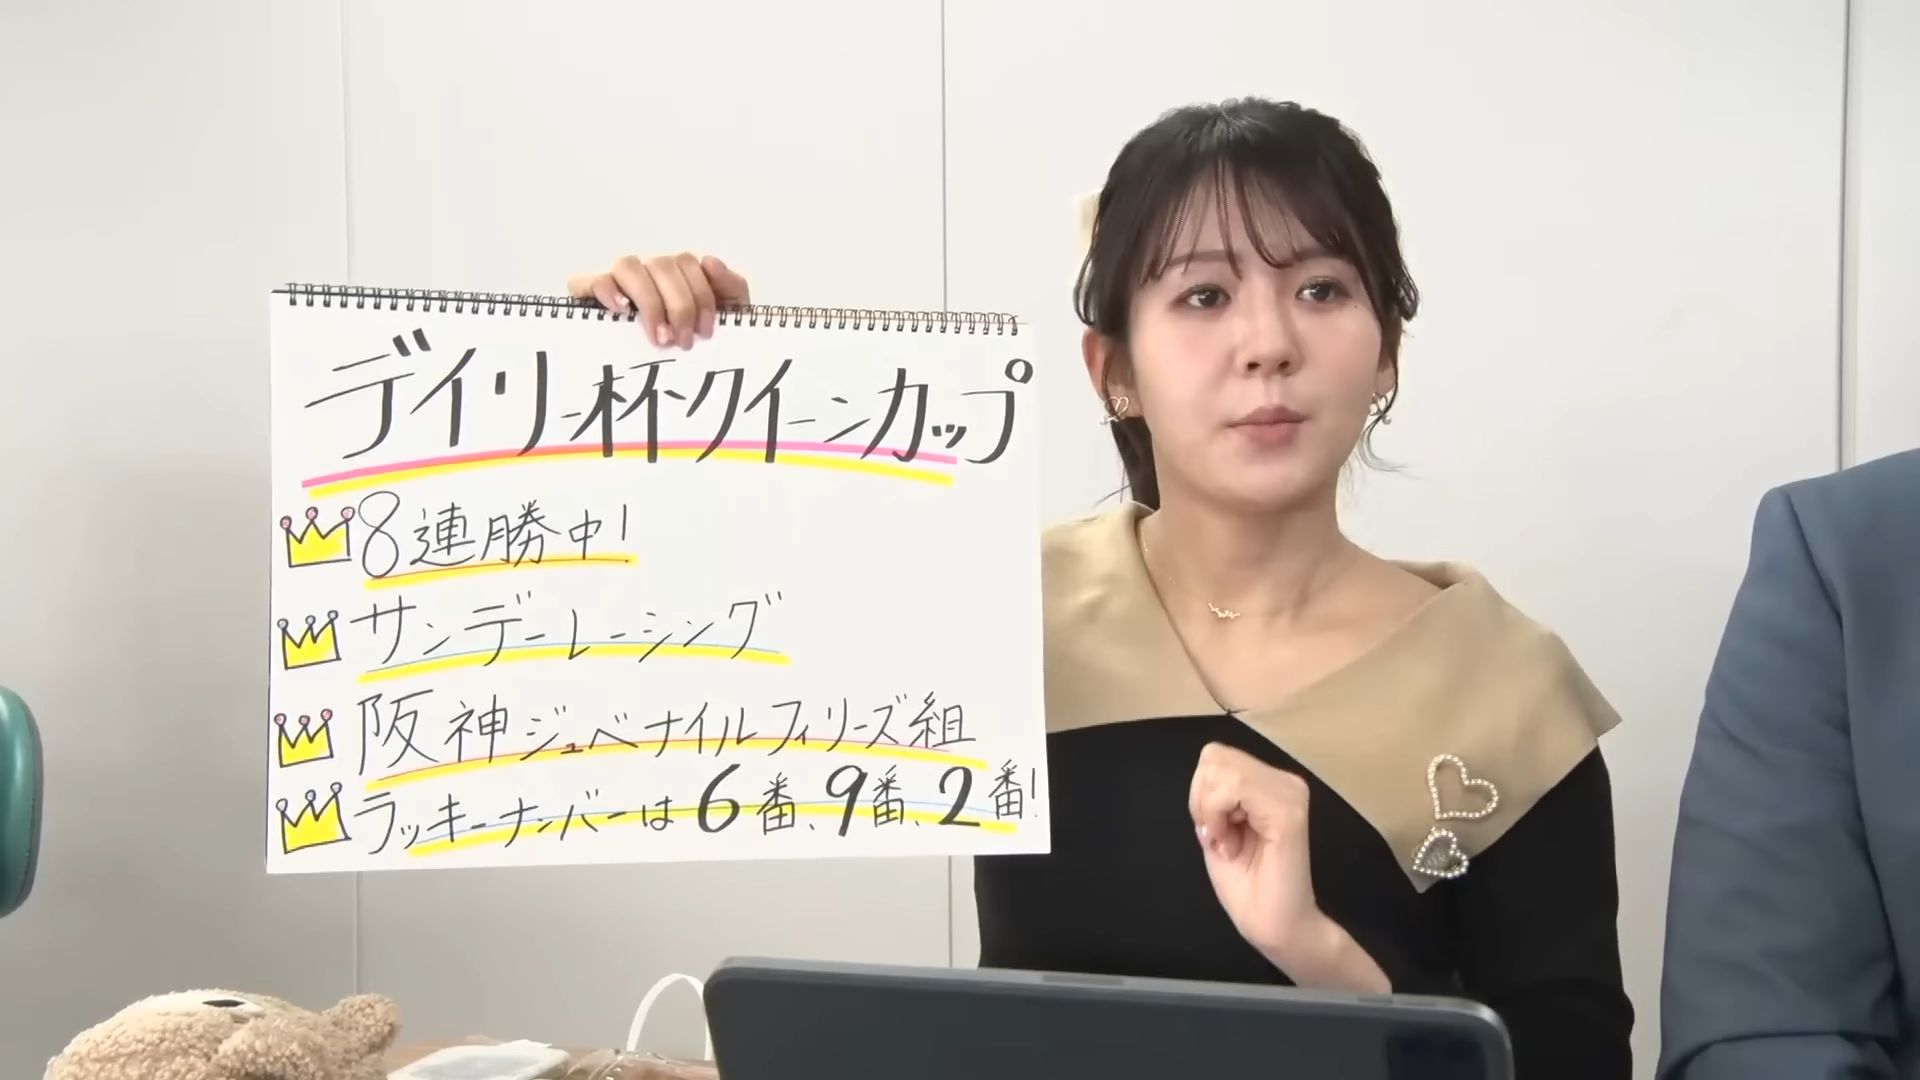 デイリー杯クイーンカップ
8連勝中!
サンデーレーシング
阪神ジュベナイルフィリーズ組
ラッキーナンバーは6番、9番、2番!